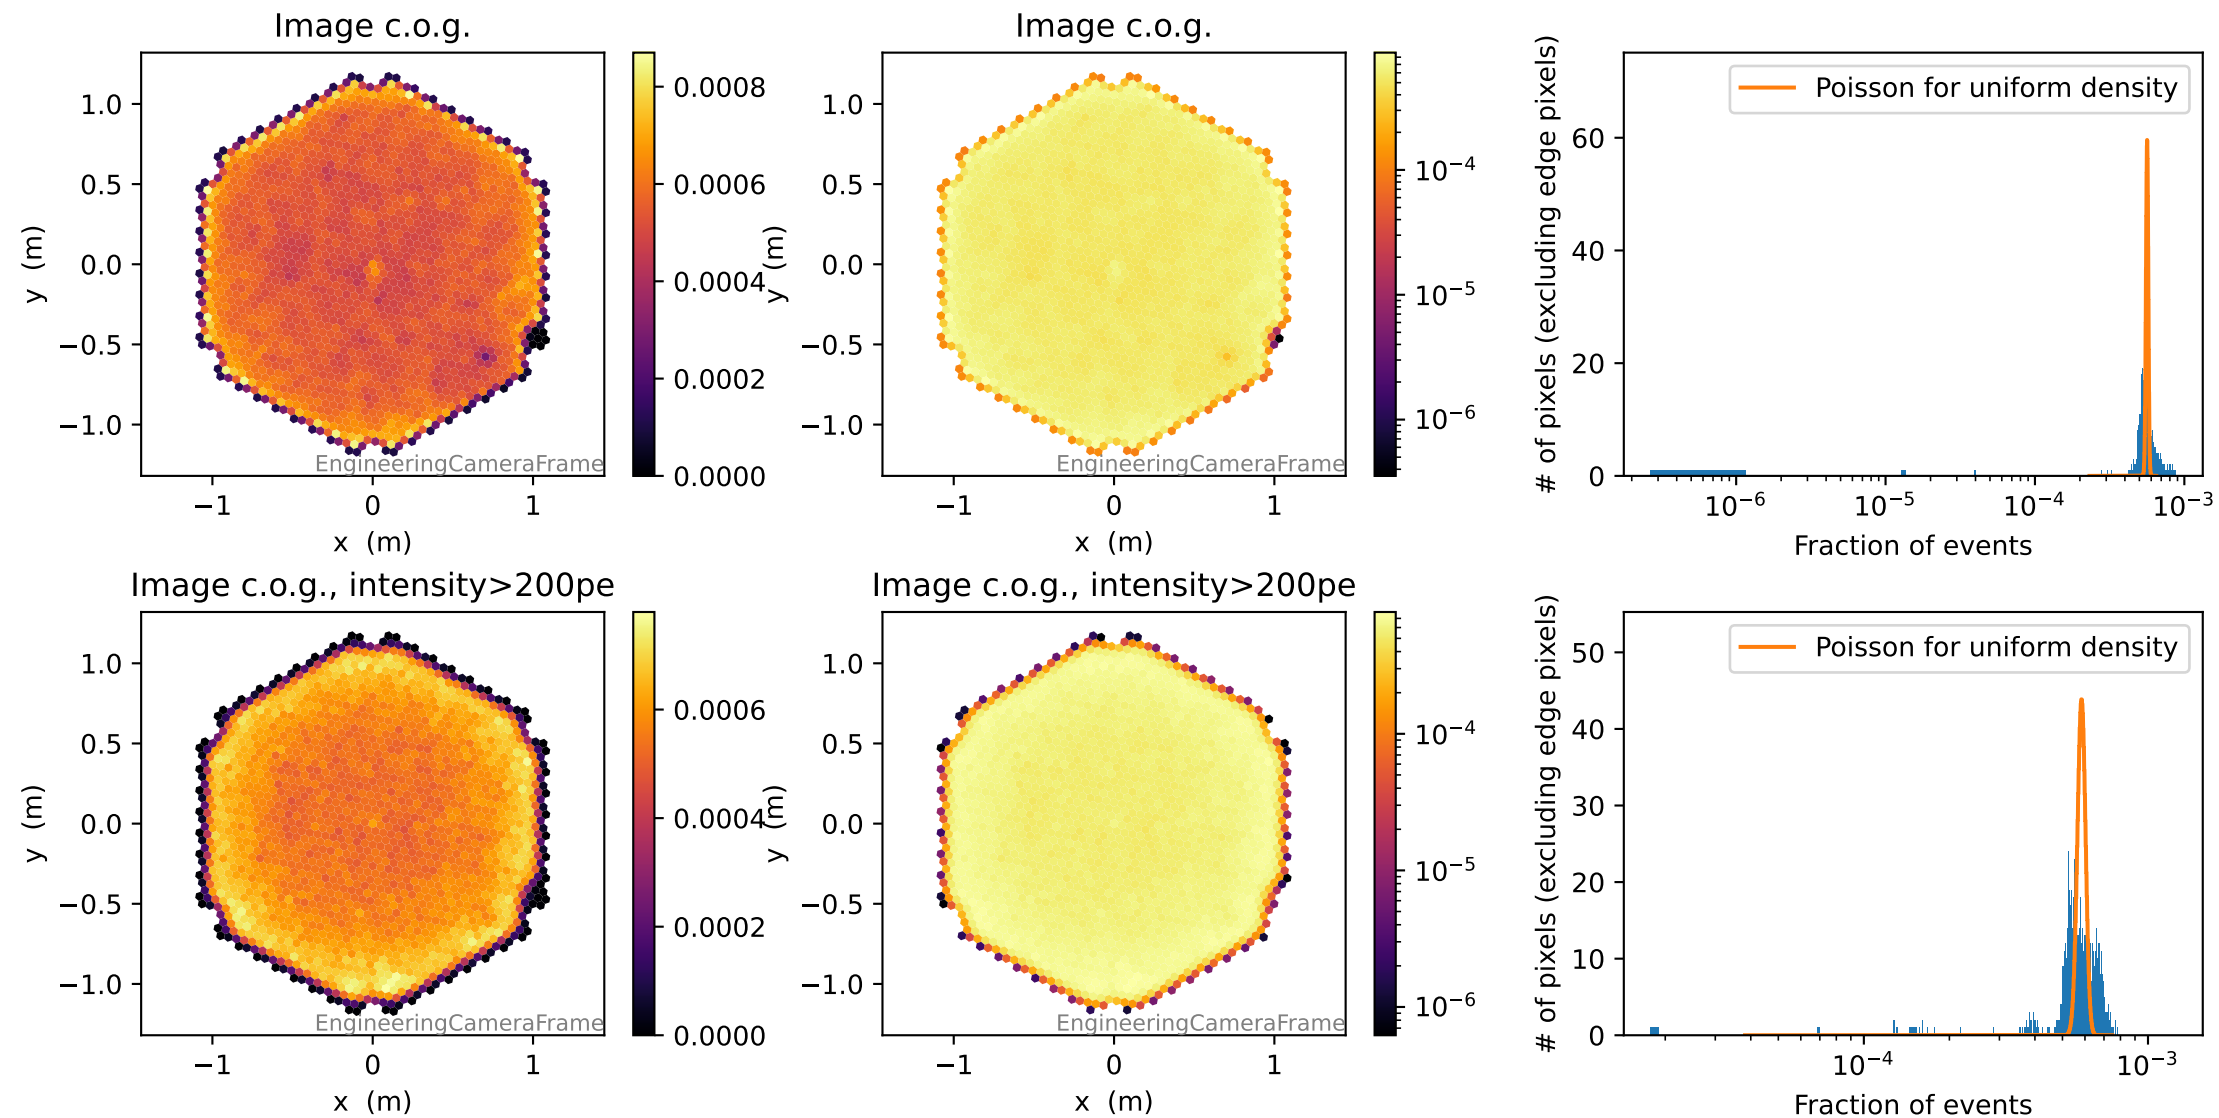 Image c.o.g.
1.0
0.5
0.0
−0.5
−1.0
y (m)
−1
0
1
x (m)
EngineeringCameraFrame
0.0008
0.0006
0.0004
0.0002
0.0000
Image c.o.g.
1.0
0.5
0.0
−0.5
−1.0
y (m)
−1
0
1
x (m)
EngineeringCameraFrame
10⁻⁴
10⁻⁵
10⁻⁶
# of pixels (excluding edge pixels)
60
40
20
0
Poisson for uniform density
10⁻⁶
10⁻⁵
10⁻⁴
10⁻³
Fraction of events
Image c.o.g., intensity>200pe
1.0
0.5
0.0
−0.5
−1.0
y (m)
−1
0
1
x (m)
EngineeringCameraFrame
0.0006
0.0004
0.0002
0.0000
Image c.o.g., intensity>200pe
1.0
0.5
0.0
−0.5
−1.0
y (m)
−1
0
1
x (m)
EngineeringCameraFrame
10⁻⁴
10⁻⁵
10⁻⁶
# of pixels (excluding edge pixels)
50
40
30
20
10
0
Poisson for uniform density
10⁻⁴
10⁻³
Fraction of events